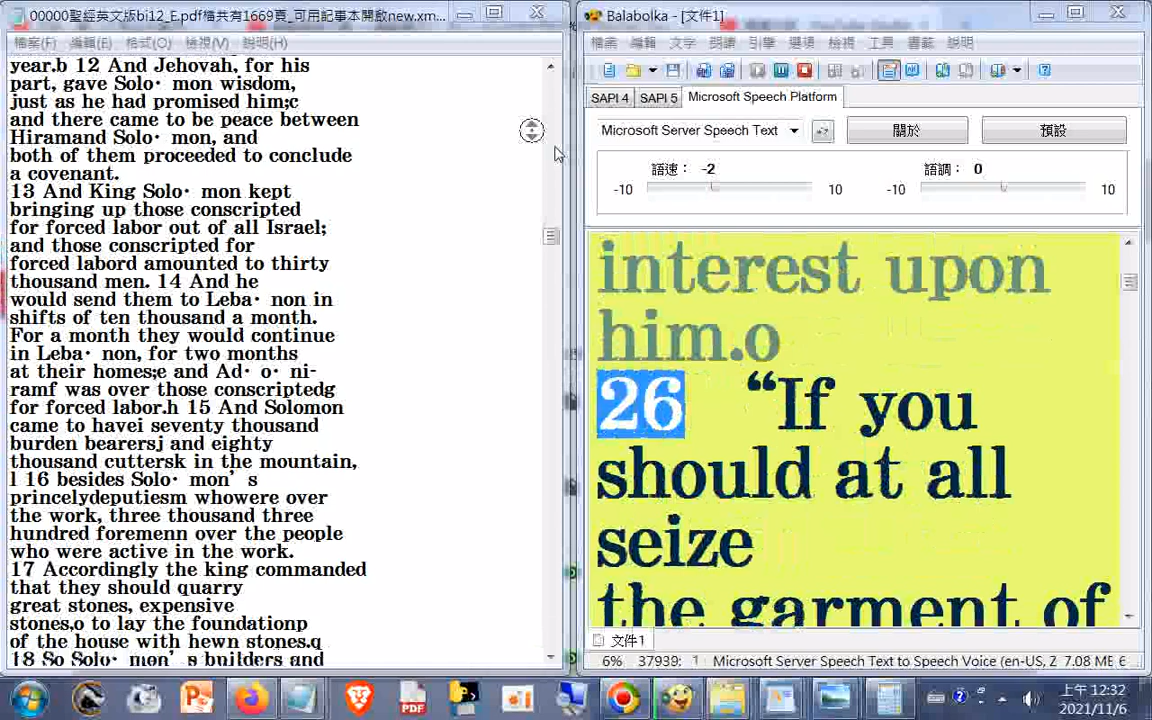 00000聖經英文版bi12_E.pdf檔共有1669頁_可用記事本開啟new.xm...
檔案(F) 編輯(E) 格式(O) 檢視(V) 說明(H)
year.b 12 And Jehovah, for his
part, gave Solo· mon wisdom,
just as he had promised him;c
and there came to be peace between
Hiramand Solo· mon, and
both of them proceeded to conclude
a covenant.
13 And King Solo· mon kept
bringing up those conscripted
for forced labor out of all Israel;
and those conscripted for
forced labord amounted to thirty
thousand men. 14 And he
would send them to Leba· non in
shifts of ten thousand a month.
For a month they would continue
in Leba· non, for two months
at their homes;e and Ad· o· ni-
ramf was over those conscriptedg
for forced labor.h 15 And Solomon
came to havei seventy thousand
burden bearersj and eighty
thousand cuttersk in the mountain,
l 16 besides Solo· mon’ s
princelydeputiesm whowere over
the work, three thousand three
hundred foremenn over the people
who were active in the work.
17 Accordingly the king commanded
that they should quarry
great stones, expensive
stones,o to lay the foundationp
of the house with hewn stones.q
18 So Solo· mon’ s builders and
Balabolka - [文件1]
檔案 編輯 文字 朗讀 引擎 選項 檢視 工具 書籤 說明
SAPI 4 SAPI 5 Microsoft Speech Platform
Microsoft Server Speech Text 關於 預設
語速： -2 語調： 0
-10 10 -10 10
interest upon
him.o
26 “If you
should at all
seize
the garment of
文件1
6% 37939: 1 Microsoft Server Speech Text to Speech Voice (en-US, Z 7.08 MB 6
PDF
上午 12:32
2021/11/6